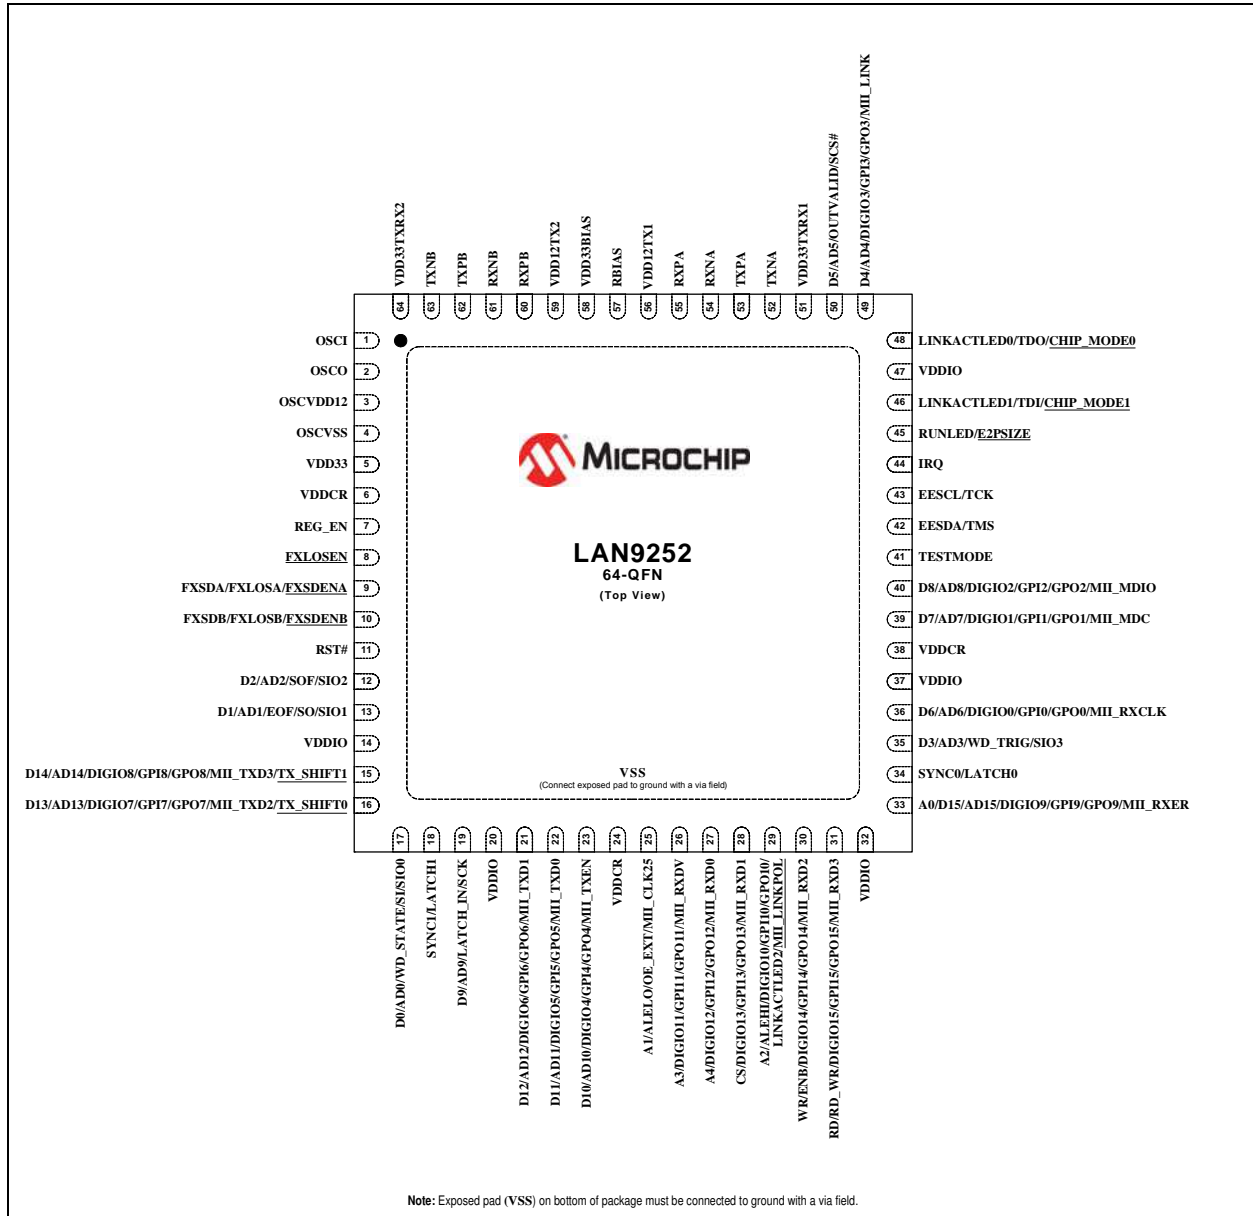 D4/AD4/DIGIO3/GPI3/GPO3/MII_LINK
D5/AD5/OUTVALID/SCS#
VDD33TXRX1
TXNA
TXPA
RXNA
RXPA
VDD12TX1
RBIAS
VDD33BIAS
VDD12TX2
RXPB
RXNB
TXPB
TXNB
VDD33TXRX2
64 63 62 61 60 59 58 57 56 55 54 53 52 51 50 49
OSCI 1
OSCO 2
OSCVDD12 3
OSCVSS 4
VDD33 5
VDDCR 6
REG_EN 7
FXLOSEN 8
FXSDA/FXLOSA/FXSDENA 9
FXSDB/FXLOSB/FXSDENB 10
RST# 11
D2/AD2/SOF/SIO2 12
D1/AD1/EOF/SO/SIO1 13
VDDIO 14
D14/AD14/DIGIO8/GPI8/GPO8/MII_TXD3/TX_SHIFT1 15
D13/AD13/DIGIO7/GPI7/GPO7/MII_TXD2/TX_SHIFT0 16
MICROCHIP
LAN9252
64-QFN
(Top View)
VSS
(Connect exposed pad to ground with a via field)
48 LINKACTLED0/TDO/CHIP_MODE0
47 VDDIO
46 LINKACTLED1/TDI/CHIP_MODE1
45 RUNLED/E2PSIZE
44 IRQ
43 EESCL/TCK
42 EESDA/TMS
41 TESTMODE
40 D8/AD8/DIGIO2/GPI2/GPO2/MII_MDIO
39 D7/AD7/DIGIO1/GPI1/GPO1/MII_MDC
38 VDDCR
37 VDDIO
36 D6/AD6/DIGIO0/GPI0/GPO0/MII_RXCLK
35 D3/AD3/WD_TRIG/SIO3
34 SYNC0/LATCH0
33 A0/D15/AD15/DIGIO9/GPI9/GPO9/MII_RXER
17 18 19 20 21 22 23 24 25 26 27 28 29 30 31 32
D0/AD0/WD_STATE/SI/SIO0
SYNC1/LATCH1
D9/AD9/LATCH_IN/SCK
VDDIO
D12/AD12/DIGIO6/GPI6/GPO6/MII_TXD1
D11/AD11/DIGIO5/GPI5/GPO5/MII_TXD0
D10/AD10/DIGIO4/GPI4/GPO4/MII_TXEN
VDDCR
A1/ALELO/OE_EXT/MII_CLK25
A3/DIGIO11/GPI11/GPO11/MII_RXDV
A4/DIGIO12/GPI12/GPO12/MII_RXD0
CS/DIGIO13/GPI13/GPO13/MII_RXD1
A2/ALEHI/DIGIO10/GPI10/GPO10/
LINKACTLED2/MII_LINKPOL
WR/ENB/DIGIO14/GPI14/GPO14/MII_RXD2
RD/RD_WR/DIGIO15/GPI15/GPO15/MII_RXD3
VDDIO
Note: Exposed pad (VSS) on bottom of package must be connected to ground with a via field.